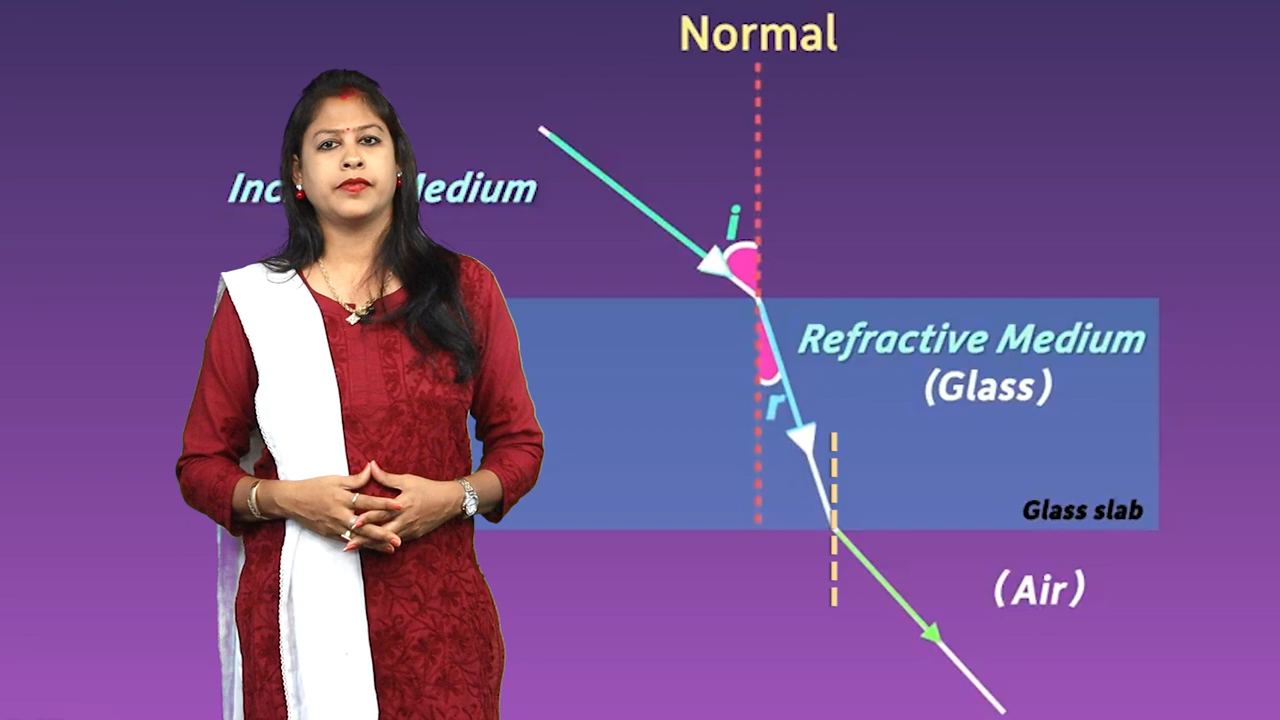 Normal
Medium
i
Refractive Medium
(Glass)
r
Glass slab
(Air)